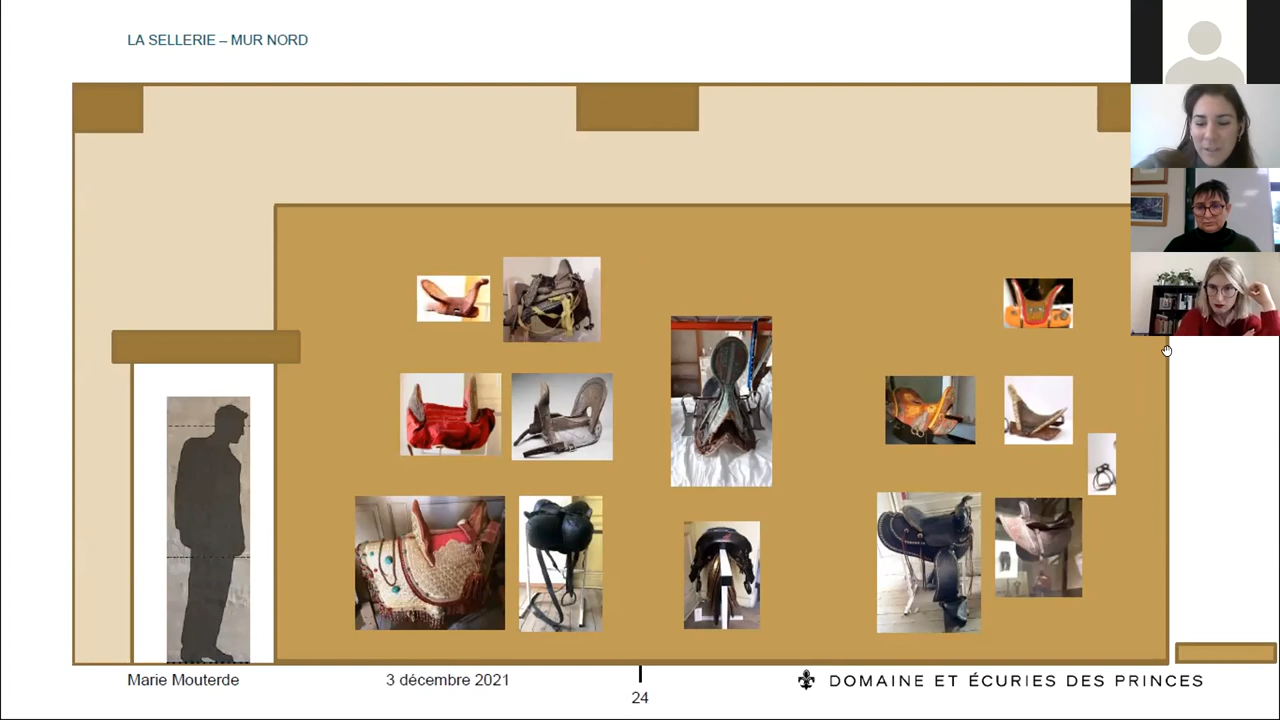 LA SELLERIE – MUR NORD
Marie Mouterde
3 décembre 2021
24
DOMAINE ET ÉCURIES DES PRINCES